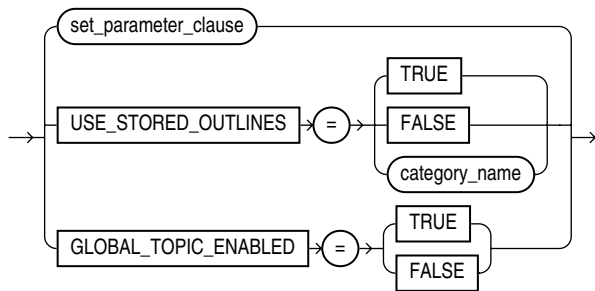 set_parameter_clause
TRUE
USE_STORED_OUTLINES = FALSE
category_name
TRUE
GLOBAL_TOPIC_ENABLED =
FALSE